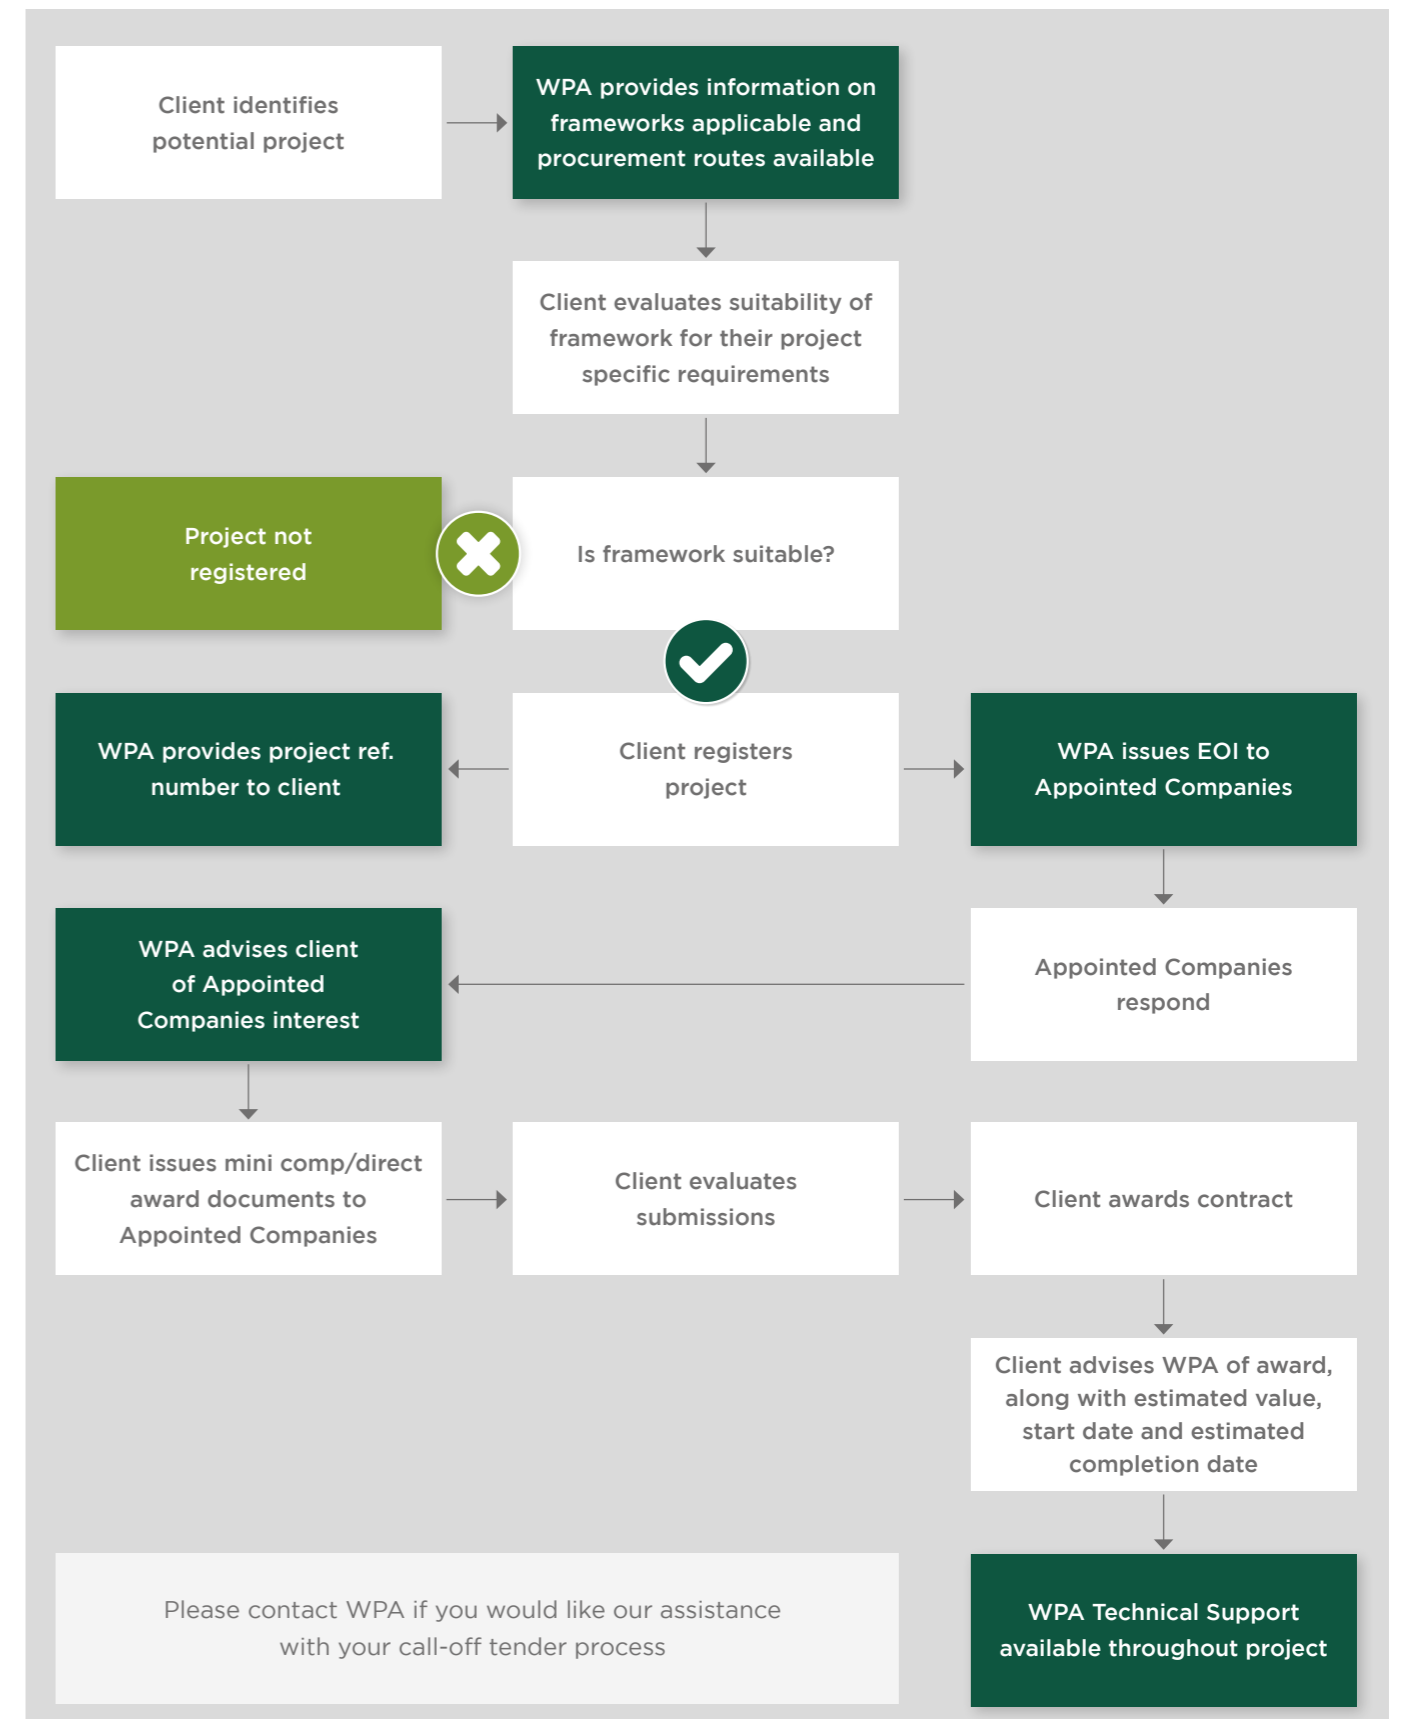 Client identifies
potential project
WPA provides information on
frameworks applicable and
procurement routes available
Client evaluates suitability of
framework for their project
specific requirements
Project not
registered
Is framework suitable?
WPA provides project ref.
number to client
Client registers
project
WPA issues EOI to
Appointed Companies
WPA advises client
of Appointed
Companies interest
Appointed Companies
respond
Client issues mini comp/direct
award documents to
Appointed Companies
Client evaluates
submissions
Client awards contract
Client advises WPA of award,
along with estimated value,
start date and estimated
completion date
Please contact WPA if you would like our assistance
with your call-off tender process
WPA Technical Support
available throughout project